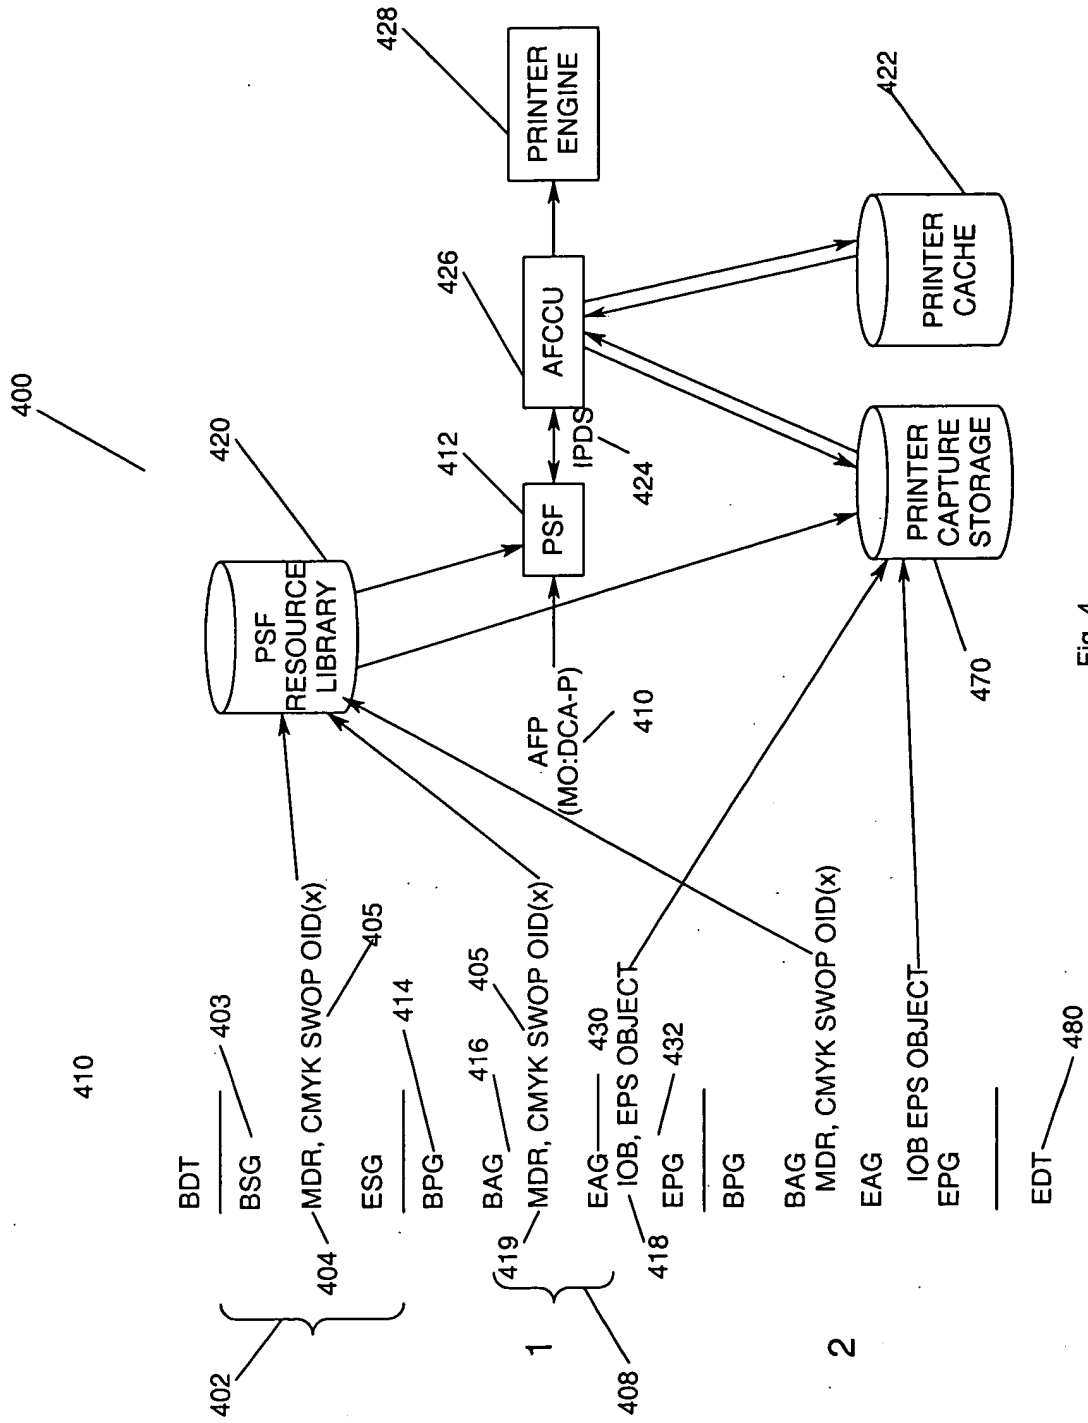 400
410
BDT
BSG
403
402
404
MDR, CMYK SWOP OID(x)
405
ESG
BPG
414
BAG
416
405
1
419
MDR, CMYK SWOP OID(x)
408
EAG
430
418
IOB, EPS OBJECT
EPG
432
BPG
2
BAG
MDR, CMYK SWOP OID(x)
EAG
IOB EPS OBJECT
EPG
EDT
480
PSF
RESOURCE
LIBRARY
420
AFP
(MO:DCA-P)
410
PSF
412
IPDS
424
AFCCU
426
PRINTER
ENGINE
428
PRINTER
CAPTURE
STORAGE
470
PRINTER
CACHE
422
Fig. 4